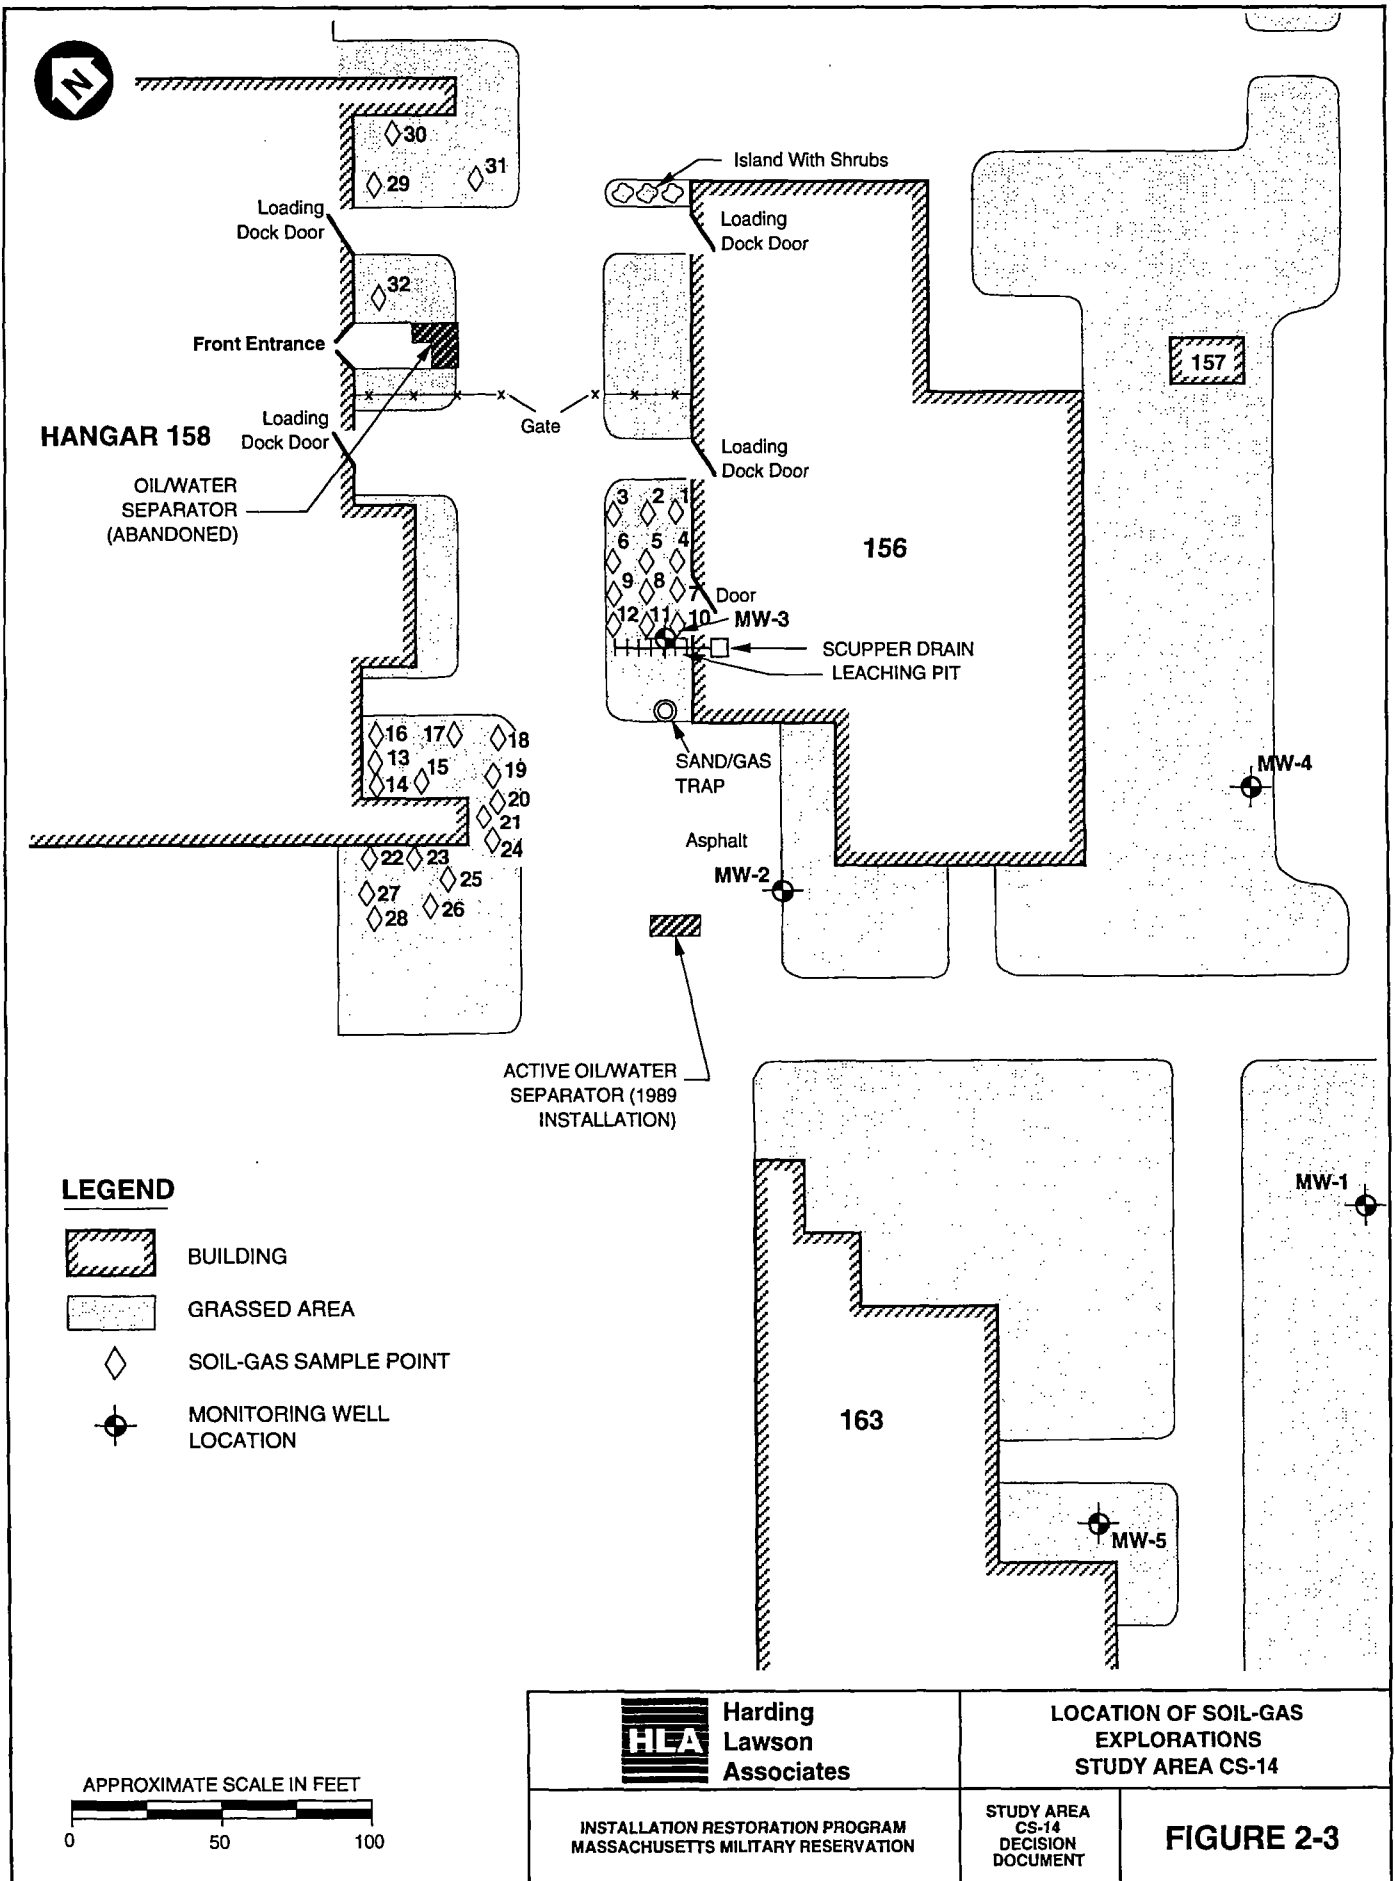 N
30
31
29
Island With Shrubs
Loading
Dock Door
Loading
Dock Door
32
Front Entrance
157
HANGAR 158
Loading
Dock Door
Gate
Loading
Dock Door
OIL/WATER
SEPARATOR
(ABANDONED)
3 2 1
6 5 4
156
9 8 7
Door
12 11 10
MW-3
SCUPPER DRAIN
LEACHING PIT
16 17 18
13 15 19
14 20
21
24
SAND/GAS
TRAP
MW-4
Asphalt
MW-2
22 23
25
27
26
28
ACTIVE OIL/WATER
SEPARATOR (1989
INSTALLATION)
MW-1
LEGEND
BUILDING
GRASSED AREA
SOIL-GAS SAMPLE POINT
MONITORING WELL
LOCATION
163
MW-5
APPROXIMATE SCALE IN FEET
0 50 100
HLA
Harding
Lawson
Associates
LOCATION OF SOIL-GAS
EXPLORATIONS
STUDY AREA CS-14
INSTALLATION RESTORATION PROGRAM
MASSACHUSETTS MILITARY RESERVATION
STUDY AREA
CS-14
DECISION
DOCUMENT
FIGURE 2-3